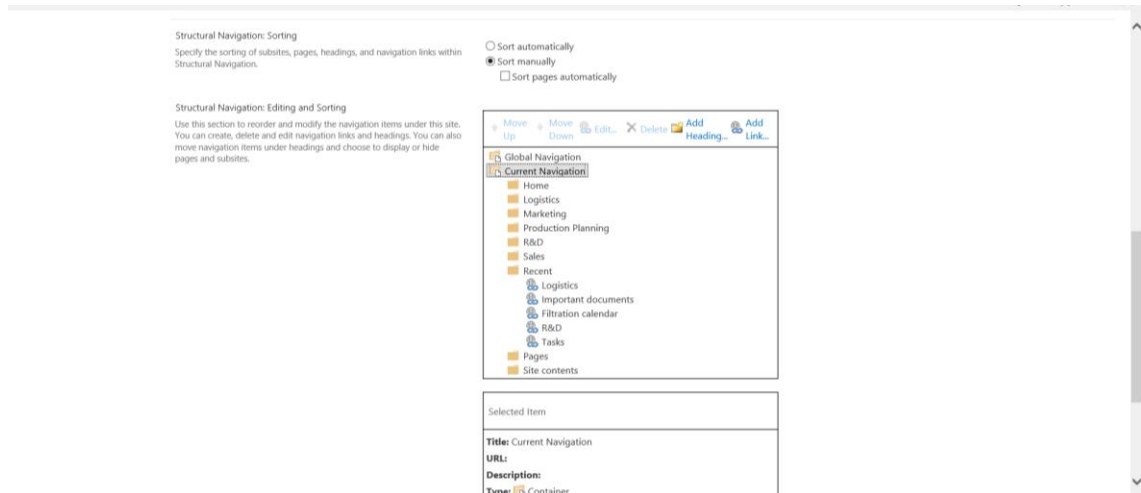 Structural Navigation: Sorting
Specify the sorting of subsites, pages, headings, and navigation links within
Structural Navigation.
Sort automatically
Sort manually
Sort pages automatically
Structural Navigation: Editing and Sorting
Use this section to reorder and modify the navigation items under this site.
You can create, delete and edit navigation links and headings. You can also
move navigation items under headings and choose to display or hide
pages and subsites.
Move Up
Move Down
Edit...
Delete
Add Heading...
Add Link...
Global Navigation
Current Navigation
Home
Logistics
Marketing
Production Planning
R&D
Sales
Recent
Logistics
Important documents
Filtration calendar
R&D
Tasks
Pages
Site contents
Selected Item
Title: Current Navigation
URL:
Description:
Type: Container